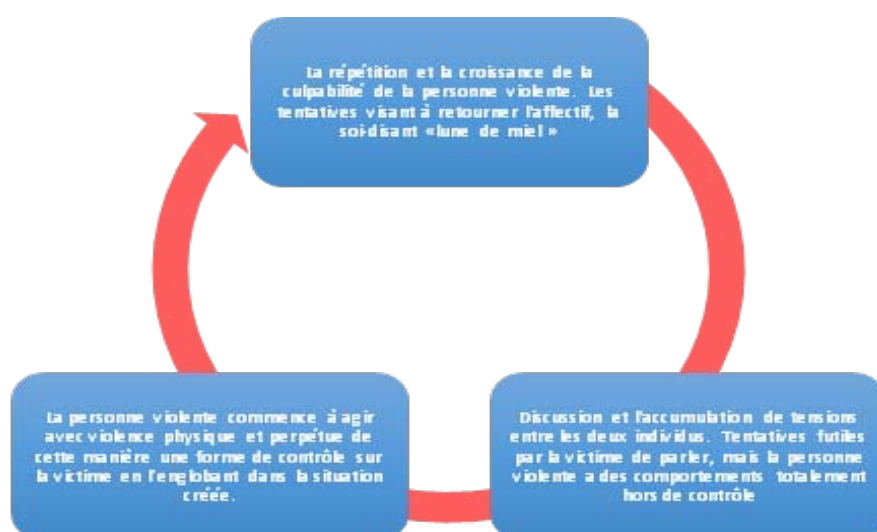 La répétition et la croissance de la
culpabilité de la personne violente. Les
tentatives visant à retourner l'affectif, la
soi-disant «lune de miel »
Discussion et l'accumulation de tensions
entre les deux individus. Tentatives futiles
par la victime de parler, mais la personne
violente a des comportements totalement
hors de contrôle
La personne violente commence à agir
avec violence physique et perpétue de
cette manière une forme de contrôle sur
la victime en l'englobant dans la situation
créée.